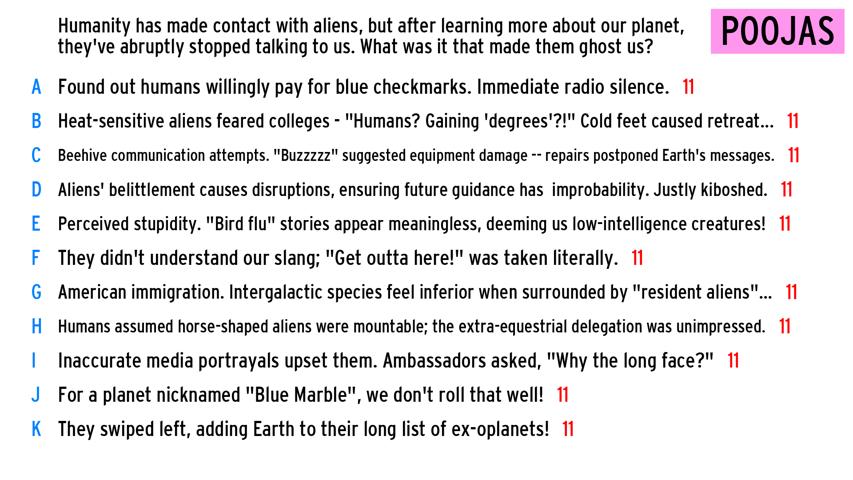 Humanity has made contact with aliens, but after learning more about our planet,
they've abruptly stopped talking to us. What was it that made them ghost us?
POOJAS
A Found out humans willingly pay for blue checkmarks. Immediate radio silence. 11
B Heat-sensitive aliens feared colleges - "Humans? Gaining 'degrees'?!" Cold feet caused retreat... 11
C Beehive communication attempts. "Buzzzzz" suggested equipment damage -- repairs postponed Earth's messages. 11
D Aliens' belittlement causes disruptions, ensuring future guidance has improbability. Justly kiboshed. 11
E Perceived stupidity. "Bird flu" stories appear meaningless, deeming us low-intelligence creatures! 11
F They didn't understand our slang; "Get outta here!" was taken literally. 11
G American immigration. Intergalactic species feel inferior when surrounded by "resident aliens"... 11
H Humans assumed horse-shaped aliens were mountable; the extra-equestrial delegation was unimpressed. 11
I Inaccurate media portrayals upset them. Ambassadors asked, "Why the long face?" 11
J For a planet nicknamed "Blue Marble", we don't roll that well! 11
K They swiped left, adding Earth to their long list of ex-oplanets! 11